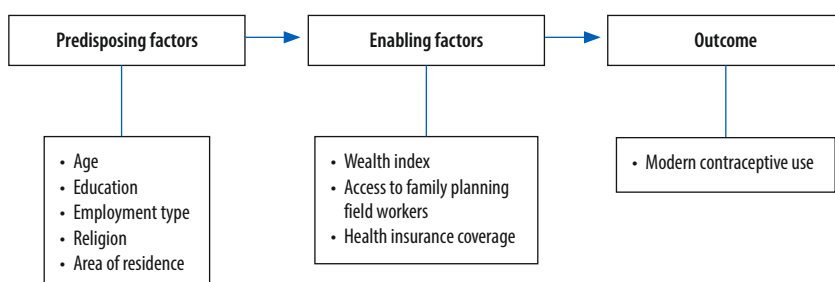 Predisposing factors
Enabling factors
Outcome
• Age
• Education
• Employment type
• Religion
• Area of residence
• Wealth index
• Access to family planning
field workers
• Health insurance coverage
• Modern contraceptive use